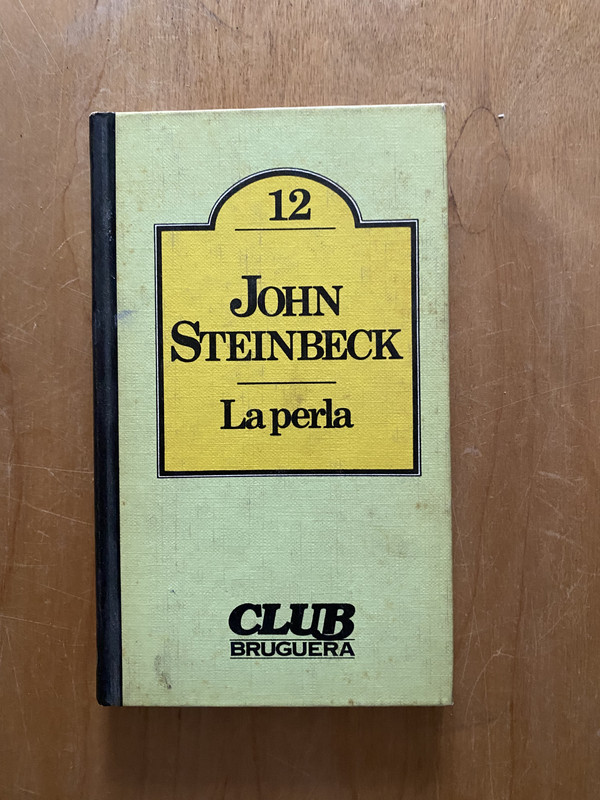 12
JOHN
STEINBECK
La perla
CLUB
BRUGUERA